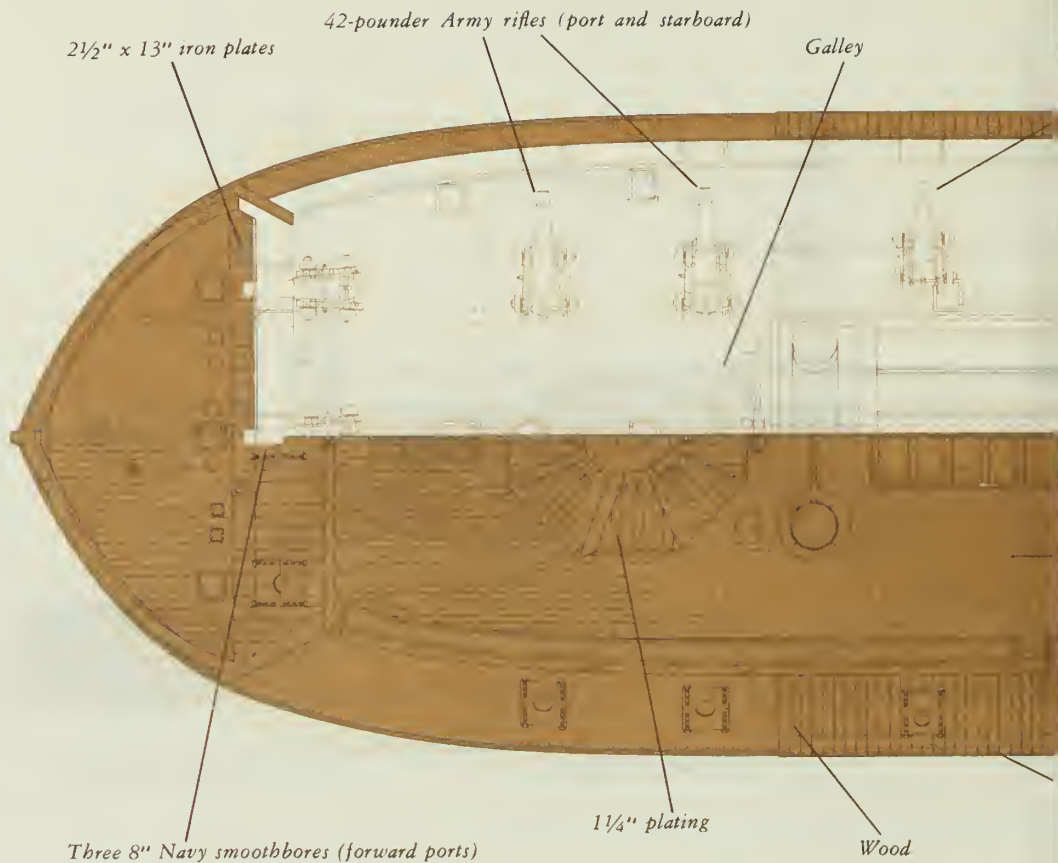 42-pounder Army rifles (port and starboard)
2½" x 13" iron plates
Galley
1¼" plating
Three 8" Navy smoothbores (forward ports)
Wood